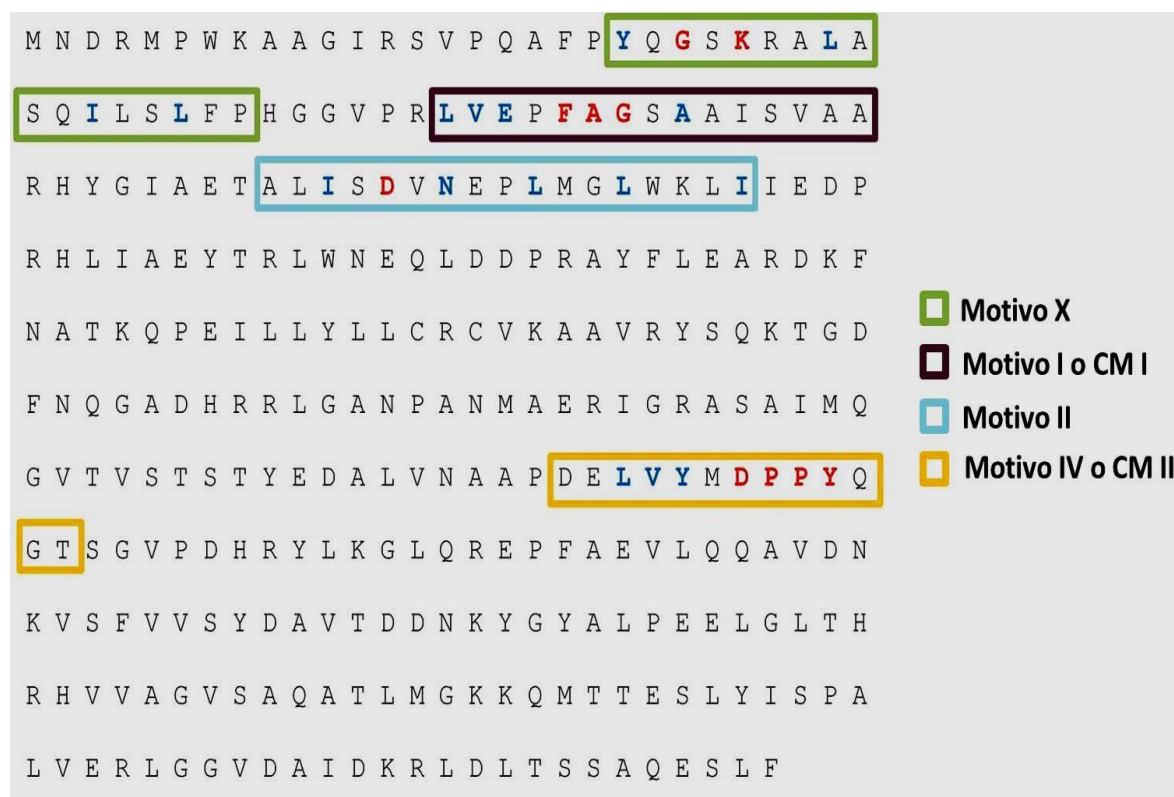 M N D R M P W K A A G I R S V P Q A F P Y Q G S K R A L A
S Q I L S L F P H G G V P R L V E P F A G S A A I S V A A
R H Y G I A E T A L I S D V N E P L M G L W K L I I E D P
R H L I A E Y T R L W N E Q L D D P R A Y F L E A R D K F
N A T K Q P E I L L Y L L C R C V K A A V R Y S Q K T G D
F N Q G A D H R R L G A N P A N M A E R I G R A S A I M Q
G V T V S T S T Y E D A L V N A A P D E L V Y M D P P Y Q
G T S G V P D H R Y L K G L Q R E P F A E V L Q Q A V D N
K V S F V V S Y D A V T D D N K Y G Y A L P E E L G L T H
R H V V A G V S A Q A T L M G K K Q M T T E S L Y I S P A
L V E R L G G V D A I D K R L D L T S S A Q E S L F
Motivo X
Motivo I o CM I
Motivo II
Motivo IV o CM II